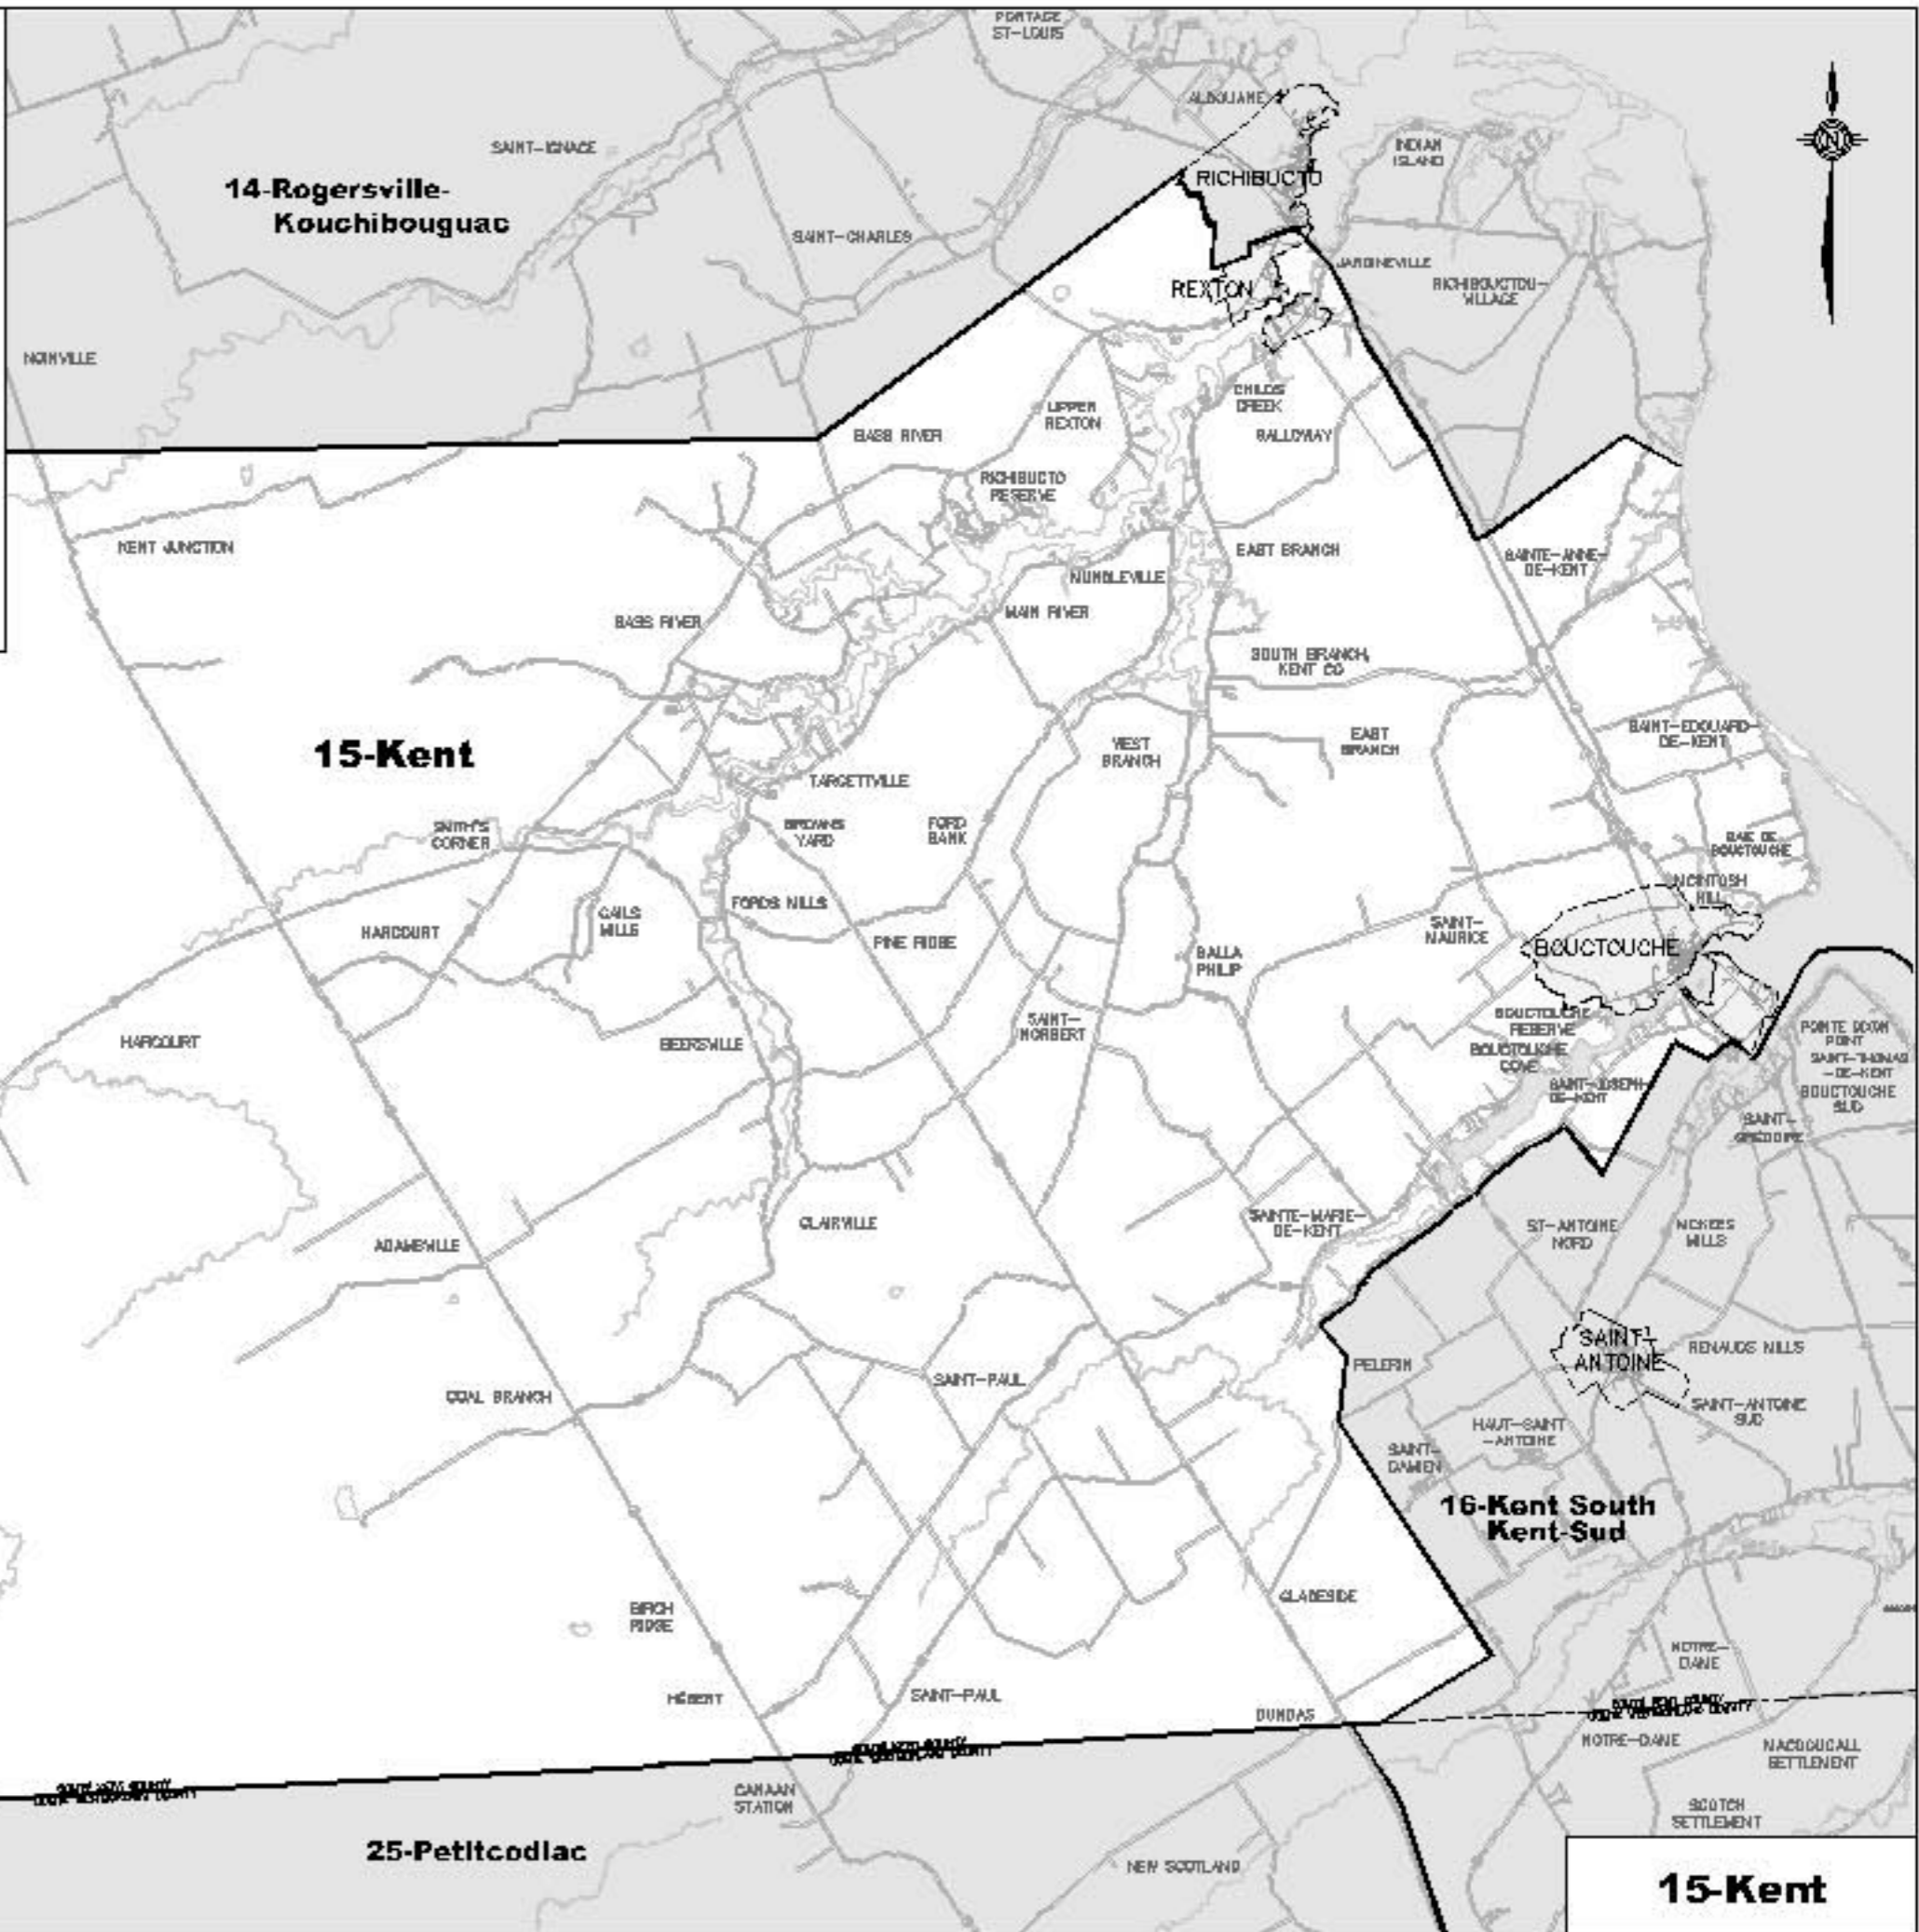 PORTAGE
ST-LOUIS
ALDOUANE
SAINT-IGNACE
INDIAN
ISLAND
14-Rogersville-
Kouchibouguac
RICHIBUCTO
SAINT-CHARLES
JARDINEVILLE
REXTON
RICHIBOUCTOU-
VILLAGE
NOINVILLE
CHILDS
CREEK
UPPER
REXTON
BASS RIVER
GALLOWAY
RICHIBUCTO
RESERVE
KENT JUNCTION
EAST BRANCH
SAINTE-ANNE-
DE-KENT
MUNDLEVILLE
MAIN RIVER
BASS RIVER
SOUTH BRANCH,
KENT CO
SAINT-EDOUARD-
DE-KENT
15-Kent
WEST
BRANCH
EAST
BRANCH
TARGETTVILLE
SMITH'S
CORNER
BROWNS
YARD
FORD
BANK
BAIE DE
BOUCTOUCHE
MCINTOSH
HILL
FORDS MILLS
GAILS
MILLS
HARCOURT
PINE RIDGE
SAINT-
MAURICE
BOUCTOUCHE
BALLA
PHILIP
HARCOURT
BEERSVILLE
SAINT-
NORBERT
BOUCTOUCHE
RESERVE
BOUCTOUCHE
COVE
SAINT-JOSEPH-
DE-KENT
POINTE DIXON
POINT
SAINT-THOMAS
-DE-KENT
BOUCTOUCHE
SUD
SAINT-
GREGOIRE
CLAIRVILLE
SAINTE-MARIE-
DE-KENT
ST-ANTOINE
NORD
MCKEES
MILLS
ADAMSVILLE
SAINT-
ANTOINE
RENAUDS MILLS
PELERIN
COAL BRANCH
SAINT-PAUL
SAINT-ANTOINE
SUD
HAUT-SAINT
-ANTOINE
SAINT-
DAMIEN
16-Kent South
Kent-Sud
GLADESIDE
BIRCH
RIDGE
NOTRE-
DAME
HEBERT
SAINT-PAUL
DUNDAS
NOTRE-DAME
MACDOUGALL
SETTLEMENT
CANAAN
STATION
SCOTCH
SETTLEMENT
25-Petitcodiac
NEW SCOTLAND
15-Kent